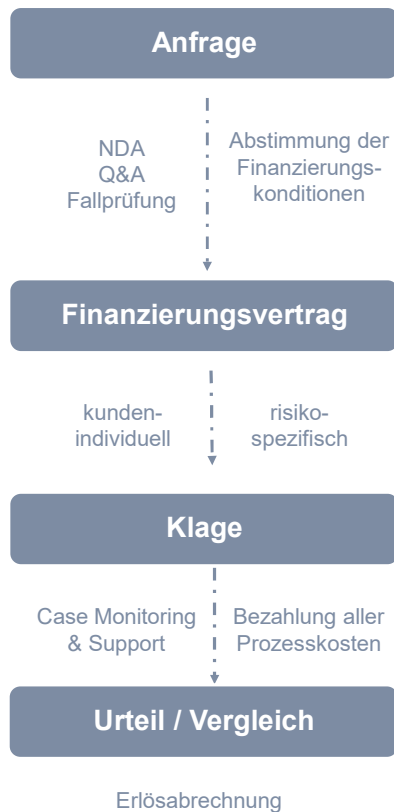 Anfrage
NDA
Q&A
Fallprüfung
Abstimmung der
Finanzierungs-
konditionen
Finanzierungsvertrag
kunden-
individuell
risiko-
spezifisch
Klage
Case Monitoring
& Support
Bezahlung aller
Prozesskosten
Urteil / Vergleich
Erlösabrechnung